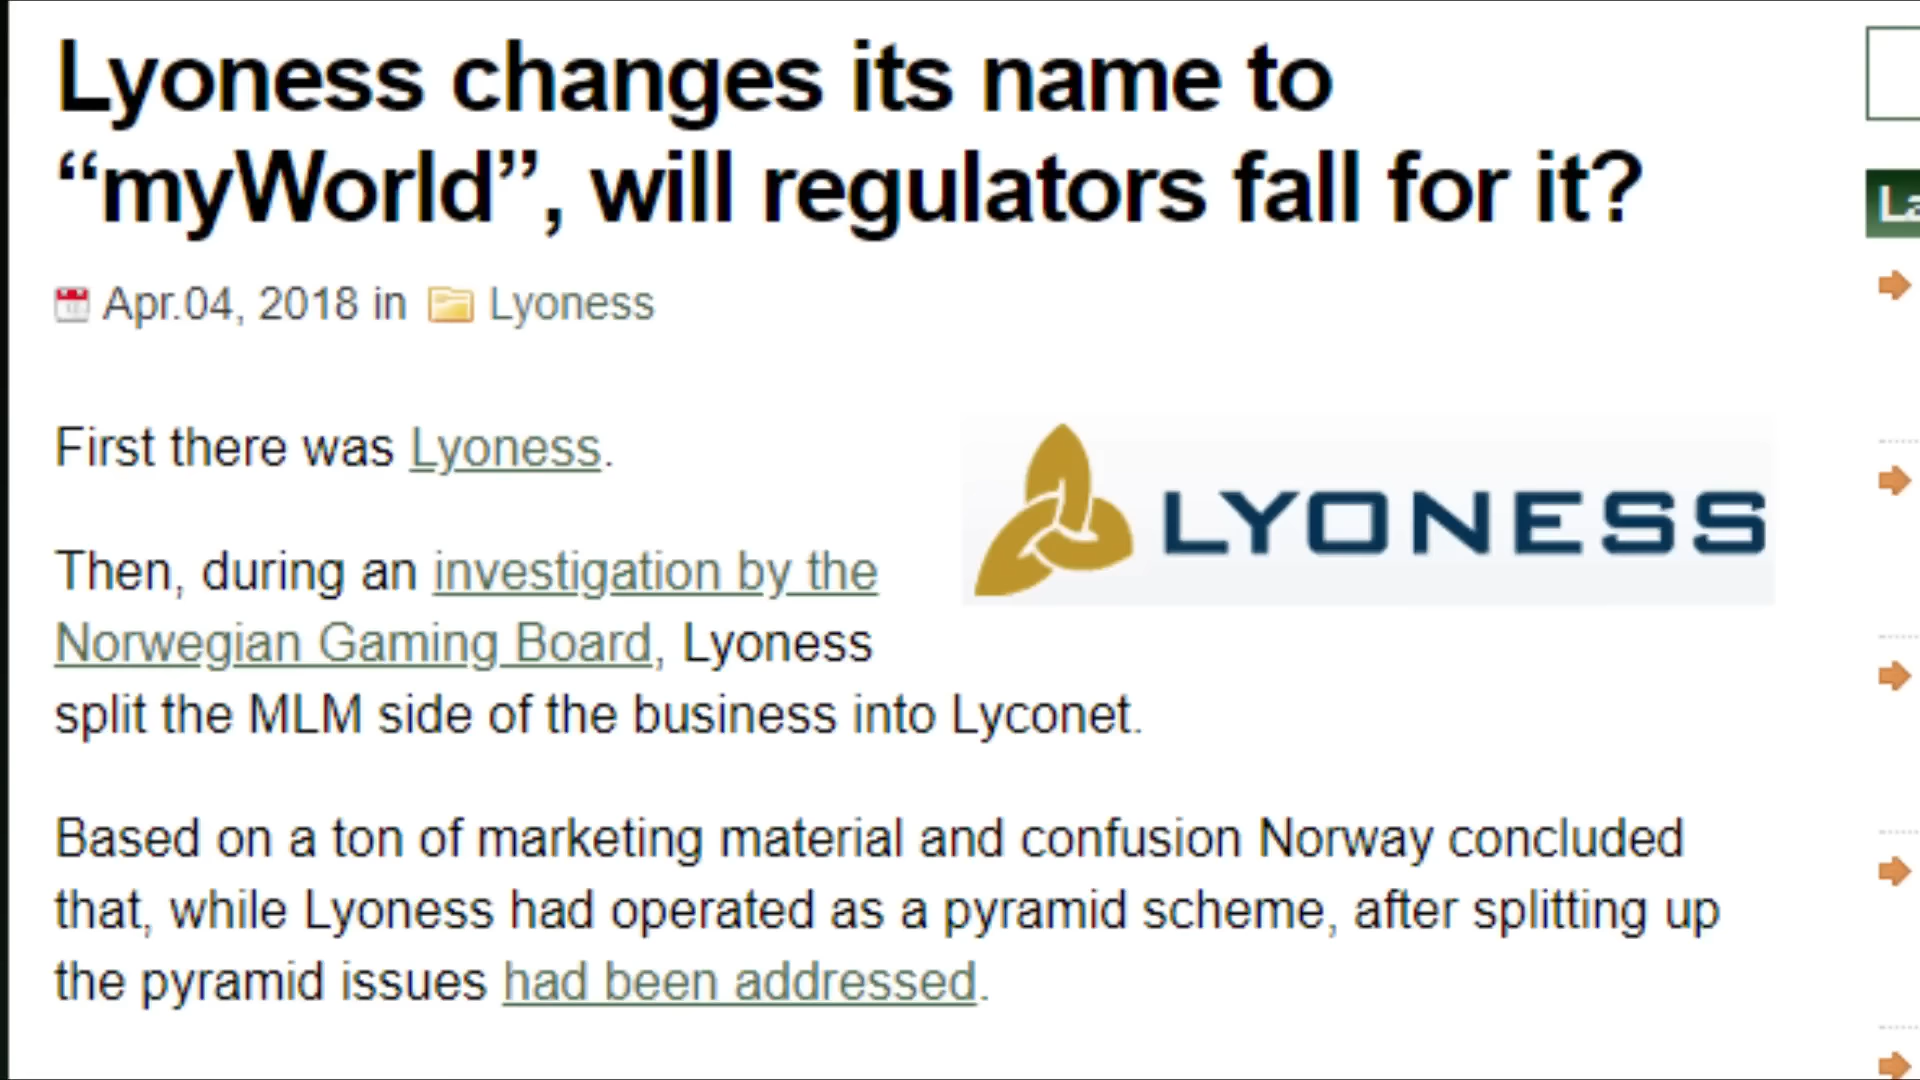 Lyoness changes its name to
“myWorld”, will regulators fall for it?
Apr.04, 2018 in Lyoness
First there was Lyoness.
LYONESS
Then, during an investigation by the
Norwegian Gaming Board, Lyoness
split the MLM side of the business into Lyconet.
Based on a ton of marketing material and confusion Norway concluded
that, while Lyoness had operated as a pyramid scheme, after splitting up
the pyramid issues had been addressed.